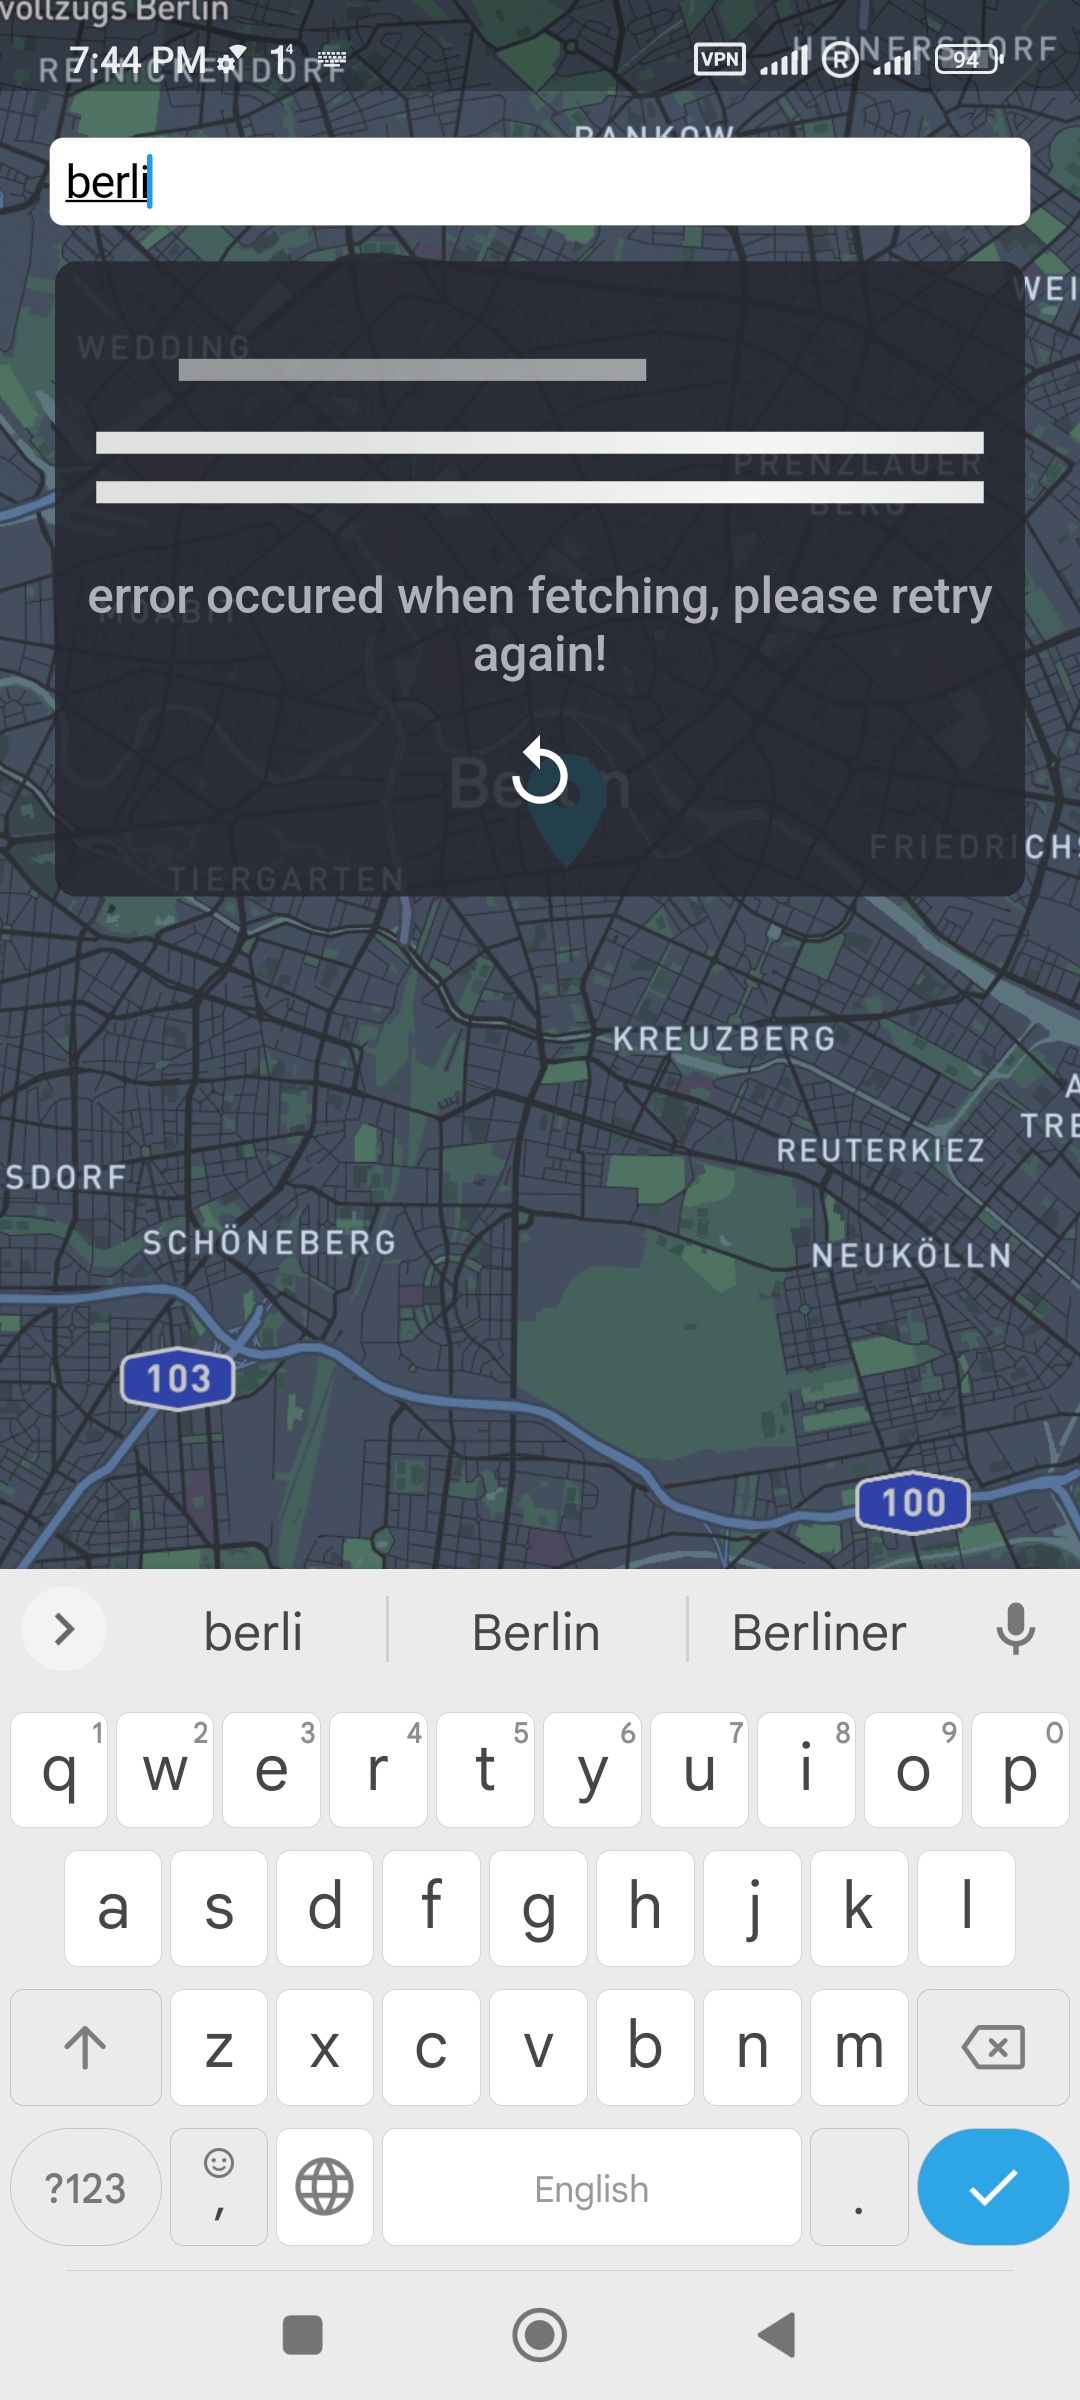 vollzugs Berlin
REINICKENDORF
7:44 PM
1 4
VPN
R
94
HEINERSDORF
PANKOW
berli
WEI
WEDDING
PRENZLAUER
BERG
error occured when fetching, please retry
again!
MOABIT
Berlin
FRIEDRICHS
TIERGARTEN
KREUZBERG
A
TRE
REUTERKIEZ
SDORF
SCHÖNEBERG
NEUKÖLLN
103
100
berli Berlin Berliner
1 2 3 4 5 6 7 8 9 0
q w e r t y u i o p
a s d f g h j k l
z x c v b n m
?123 , English .